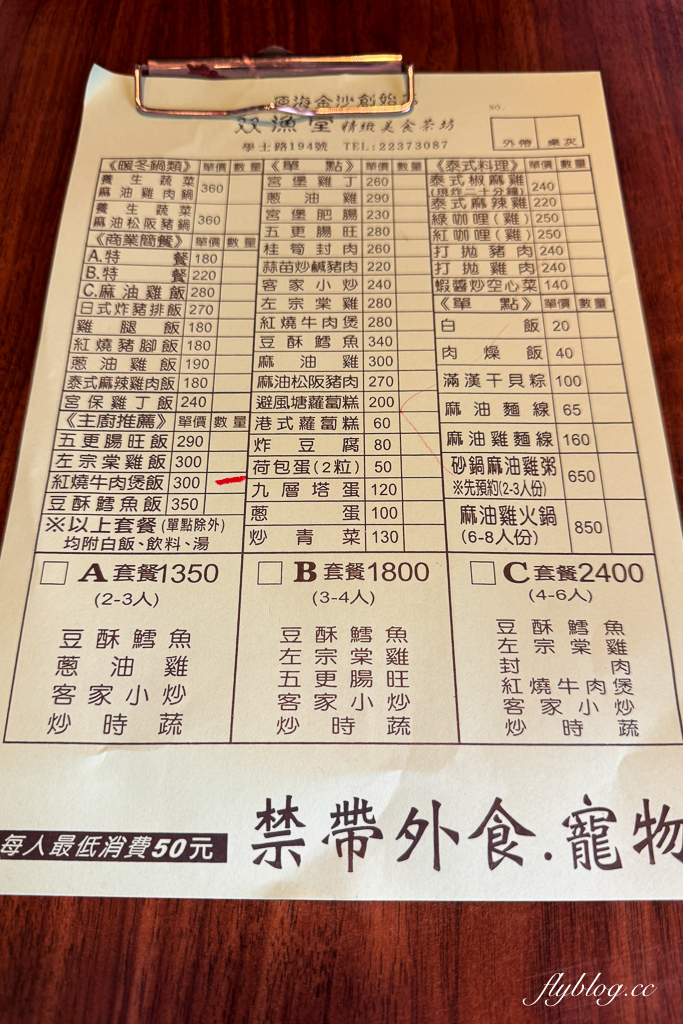 原海金沙創始
双漁堂 精緻美食茶坊
學士路194號 TEL:22373087
NO.
外帶 桌次
《暖冬鍋類》 單價 數量
養生蔬菜
麻油雞肉鍋 360
養生蔬菜
麻油松阪豬鍋 360
《商業簡餐》 單價 數量
A.特餐 180
B.特餐 220
C.麻油雞飯 280
日式炸豬排飯 270
雞腿飯 180
紅燒豬腳飯 180
蔥油雞飯 190
泰式麻辣雞肉飯 180
宮保雞丁飯 240
《主廚推薦》 單價 數量
五更腸旺飯 290
左宗棠雞飯 300
紅燒牛肉煲飯 300
豆酥鱈魚飯 350
※以上套餐(單點除外)
均附白飯、飲料、湯
《單點》 單價 數量
宮堡雞丁 260
蔥油雞 290
宮堡肥腸 230
五更腸旺 280
桂筍封肉 260
蒜苗炒鹹豬肉 220
客家小炒 240
左宗棠雞 280
紅燒牛肉煲 280
豆酥鱈魚 340
麻油雞 300
麻油松阪豬肉 270
避風塘蘿蔔糕 200
港式蘿蔔糕 60
炸豆腐 80
荷包蛋(2粒) 50
九層塔蛋 120
蔥蛋 100
炒青菜 130
《泰式料理》 單價 數量
泰式椒麻雞
(現炸二十分鐘) 240
泰式麻辣雞 220
綠咖哩(雞) 250
紅咖哩(雞) 250
打拋豬肉 240
打拋雞肉 240
蝦醬炒空心菜 140
《單點》 單價 數量
白飯 20
肉燥飯 40
滿漢干貝粽 100
麻油麵線 65
麻油雞麵線 160
砂鍋麻油雞粥
※先預約(2-3人份) 650
麻油雞火鍋
(6-8人份) 850
A套餐1350
(2-3人)
豆酥鱈魚
蔥油雞
客家小炒
炒時蔬
B套餐1800
(3-4人)
豆酥鱈魚
左宗棠雞
五更腸旺
客家小炒
炒時蔬
C套餐2400
(4-6人)
豆酥鱈魚
左宗棠雞
封肉
紅燒牛肉煲
客家小炒
炒時蔬
每人最低消費50元
禁帶外食.寵物
flyblog.cc